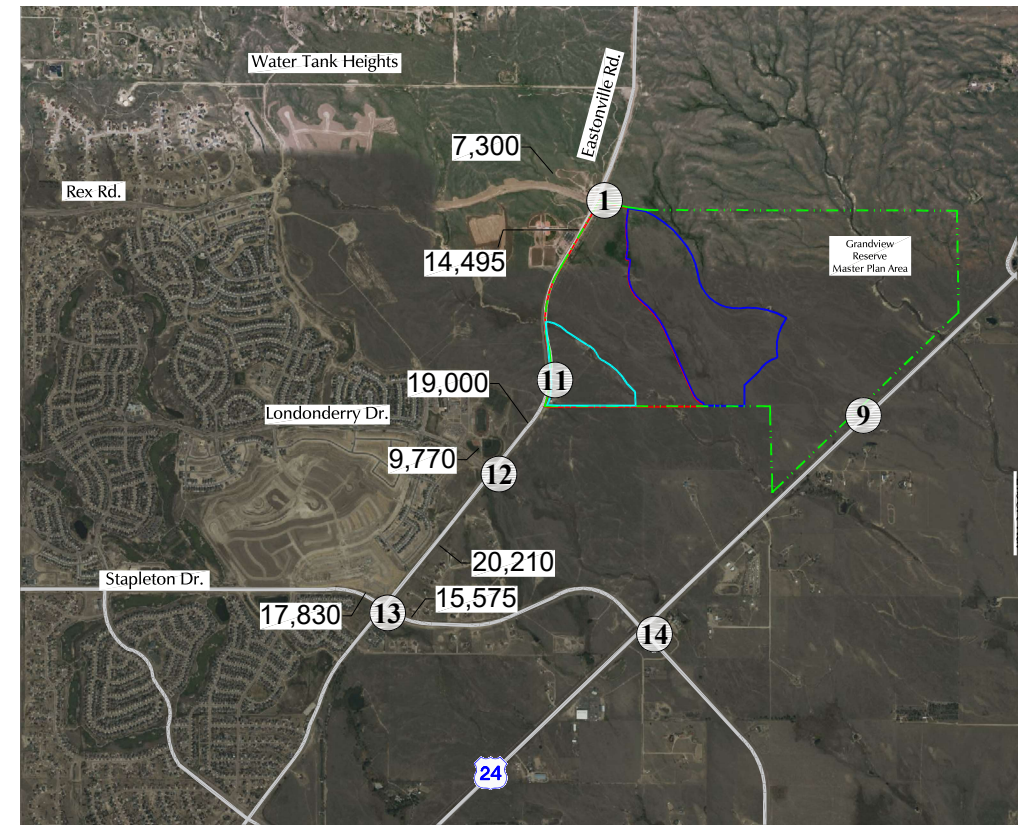 Water Tank Heights
Eastonville Rd.
7,300
Rex Rd.
1
14,495
Grandview
Reserve
Master Plan Area
11
19,000
Londonderry Dr.
9
9,770
12
20,210
Stapleton Dr.
15,575
17,830
13
14
24